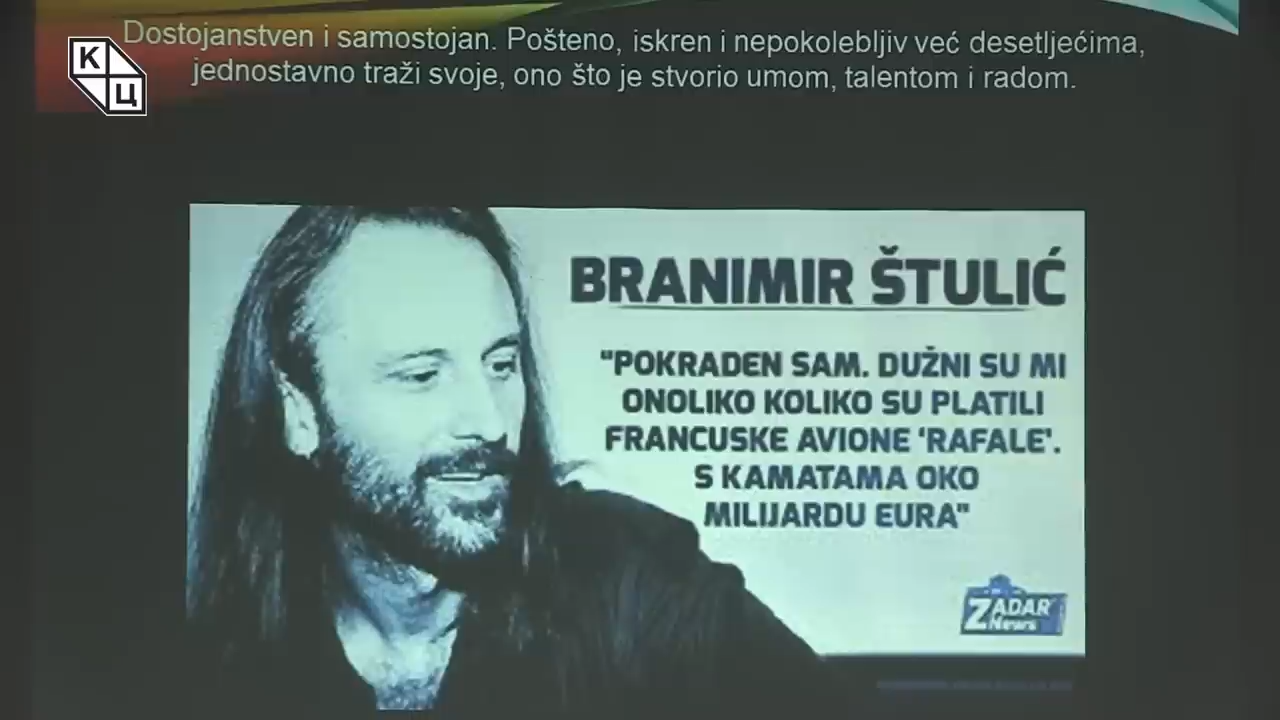 Dostojanstven i samostojan. Pošteno, iskren i nepokolebljiv već desetljećima,
jednostavno traži svoje, ono što je stvorio umom, talentom i radom.
К
Ц
BRANIMIR ŠTULIĆ
"POKRADEN SAM. DUŽNI SU MI
ONOLIKO KOLIKO SU PLATILI
FRANCUSKE AVIONE 'RAFALE'.
S KAMATAMA OKO
MILIJARDU EURA"
ZADAR
News